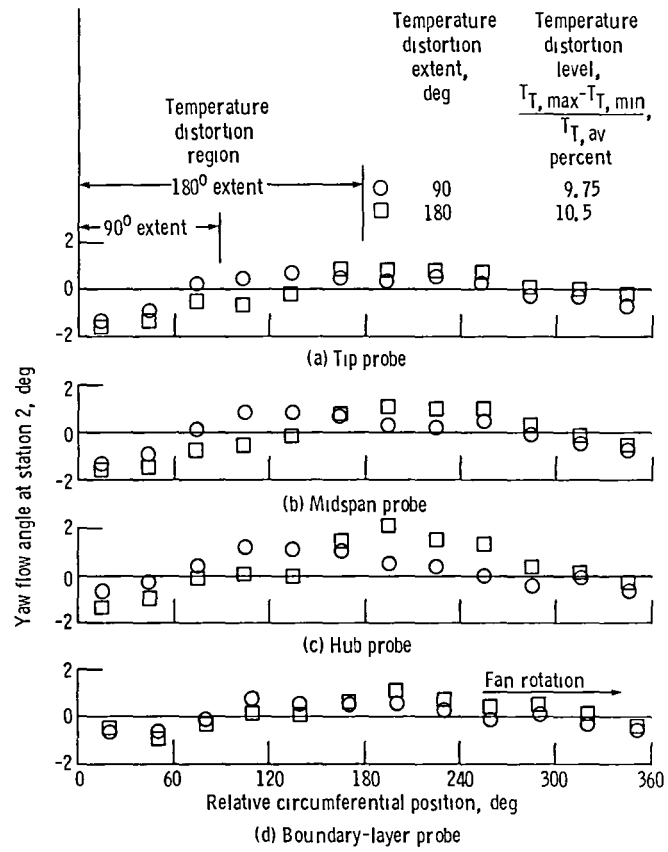 Temperature distortion extent, deg
Temperature distortion level, TT, max-TT, min / TT, av, percent
Temperature distortion region
180° extent
90° extent
90 9.75
180 10.5
2
0
-2
(a) Tip probe
2
0
-2
(b) Midspan probe
2
0
-2
(c) Hub probe
2
0
-2
Fan rotation
0 60 120 180 240 300 360
Relative circumferential position, deg
(d) Boundary-layer probe
Yaw flow angle at station 2, deg